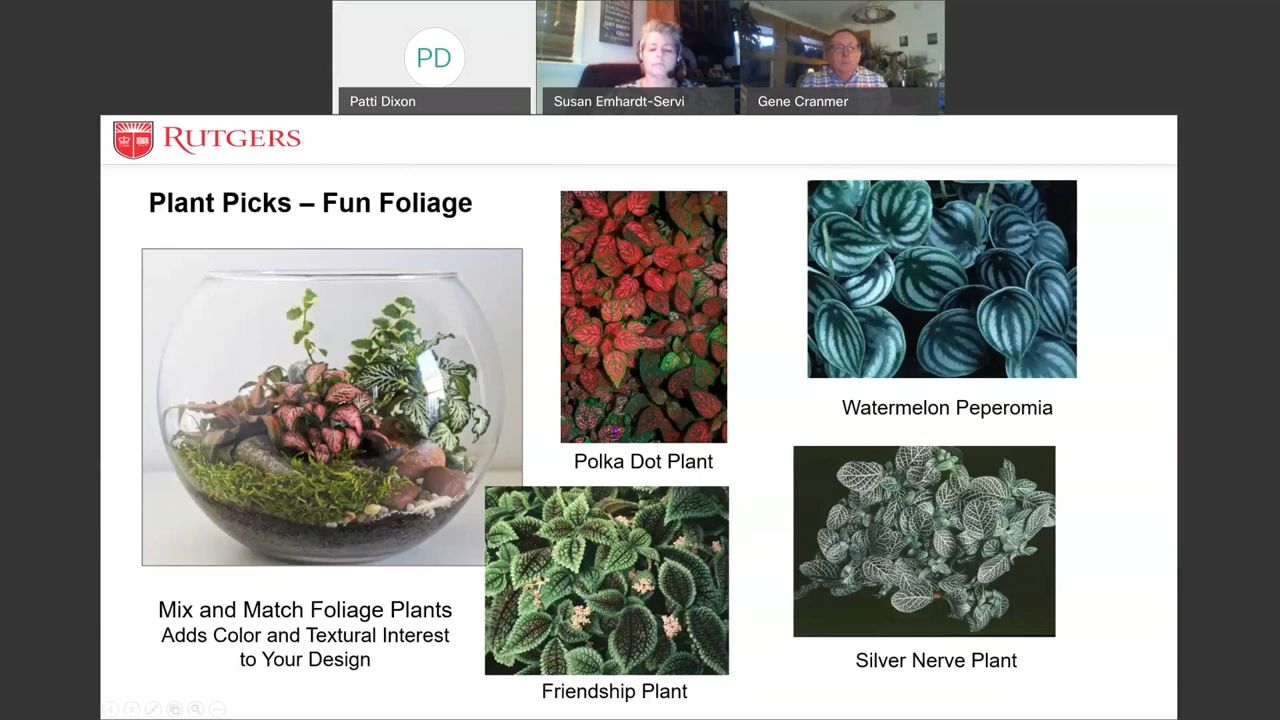 PD
Patti Dixon
Susan Emhardt-Servi
Gene Cranmer
RUTGERS
Plant Picks – Fun Foliage
Polka Dot Plant
Watermelon Peperomia
Mix and Match Foliage Plants
Adds Color and Textural Interest
to Your Design
Friendship Plant
Silver Nerve Plant